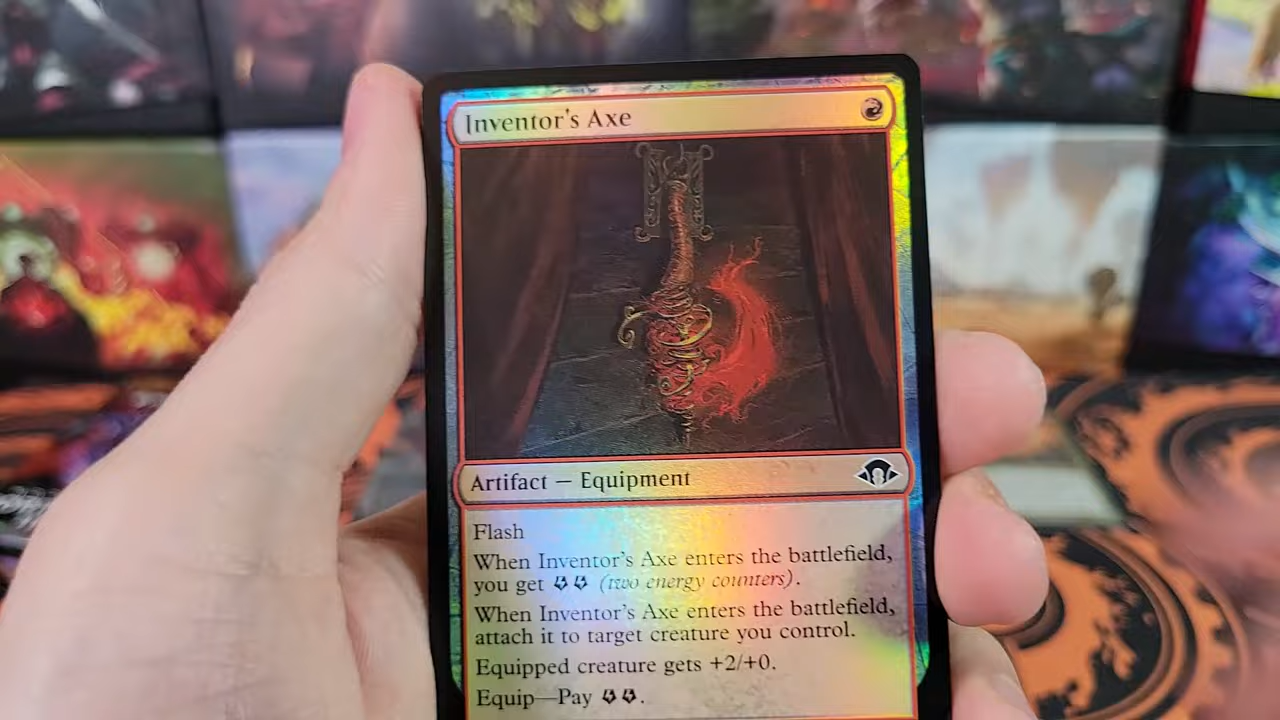 Inventor's Axe
Artifact — Equipment
Flash
When Inventor's Axe enters the battlefield,
you get (two energy counters).
When Inventor's Axe enters the battlefield,
attach it to target creature you control.
Equipped creature gets +2/+0.
Equip—Pay .